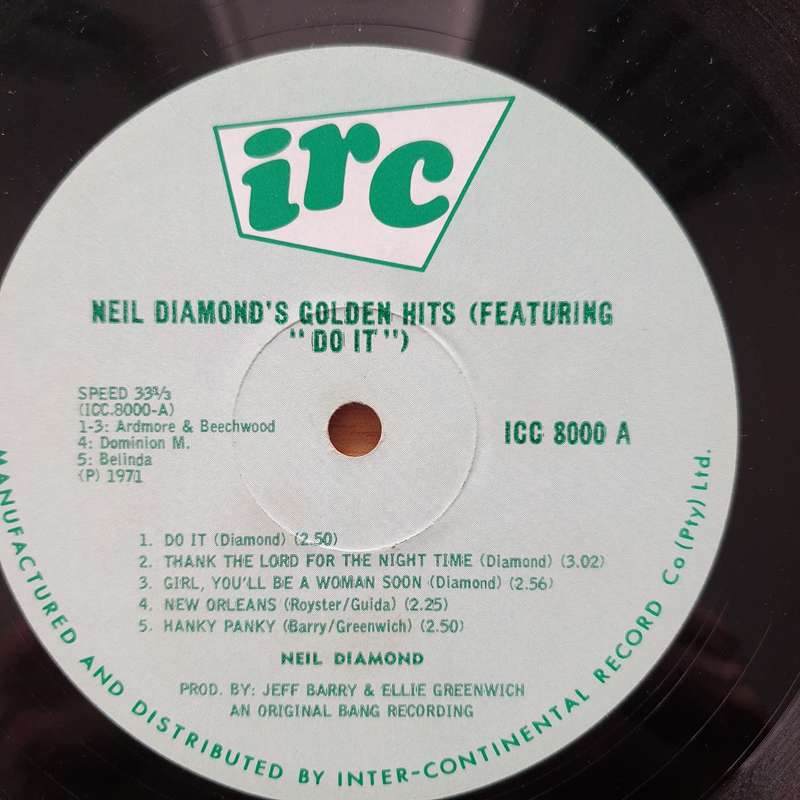 irc
NEIL DIAMOND'S GOLDEN HITS (FEATURING
"DO IT")
SPEED 33⅓
(ICC.8000-A)
1-3: Ardmore & Beechwood
4: Dominion M.
5: Belinda
(P) 1971
ICC 8000 A
1. DO IT (Diamond) (2.50)
2. THANK THE LORD FOR THE NIGHT TIME (Diamond) (3.02)
3. GIRL, YOU'LL BE A WOMAN SOON (Diamond) (2.56)
4. NEW ORLEANS (Royster/Guida) (2.25)
5. HANKY PANKY (Barry/Greenwich) (2.50)
NEIL DIAMOND
PROD. BY: JEFF BARRY & ELLIE GREENWICH
AN ORIGINAL BANG RECORDING
MANUFACTURED AND DISTRIBUTED BY INTER-CONTINENTAL RECORD Co (Pty) Ltd.